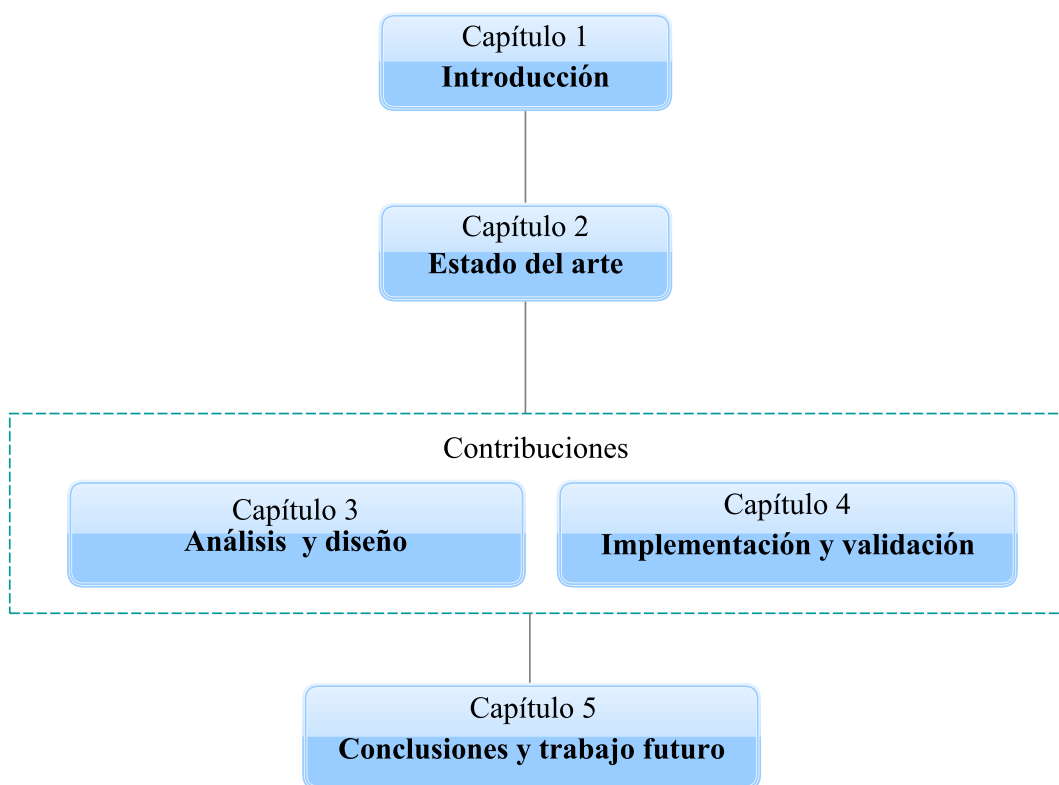 Capítulo 1
Introducción
Capítulo 2
Estado del arte
Contribuciones
Capítulo 3
Análisis y diseño
Capítulo 4
Implementación y validación
Capítulo 5
Conclusiones y trabajo futuro